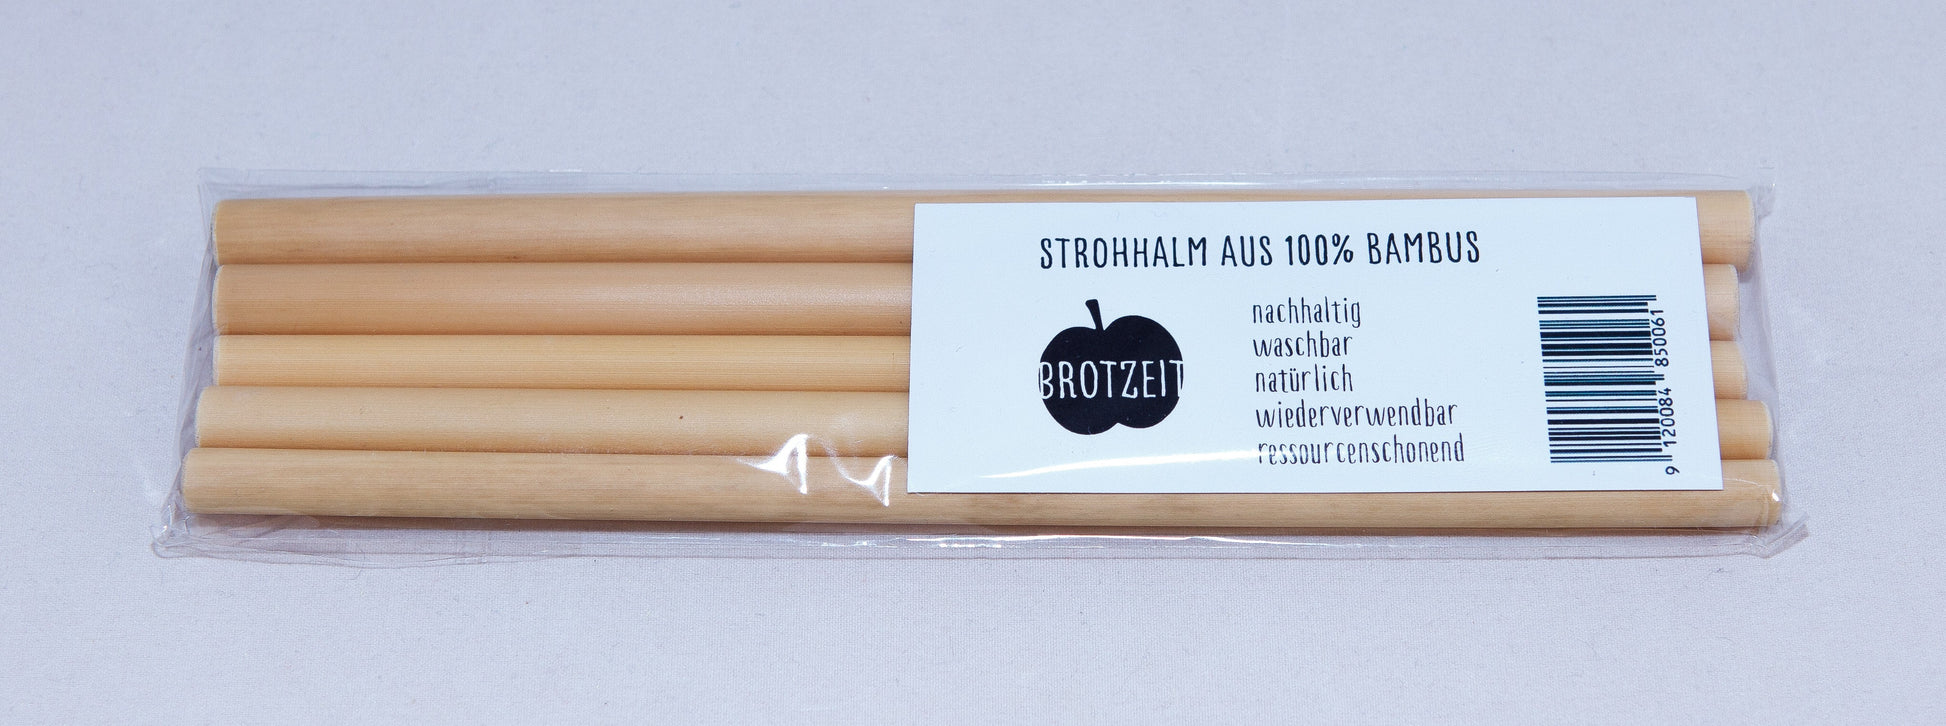 STROHHALM AUS 100% BAMBUS
BROTZEIT
nachhaltig
waschbar
natürlich
wiederverwendbar
ressourcenschonend
9 120084 850061